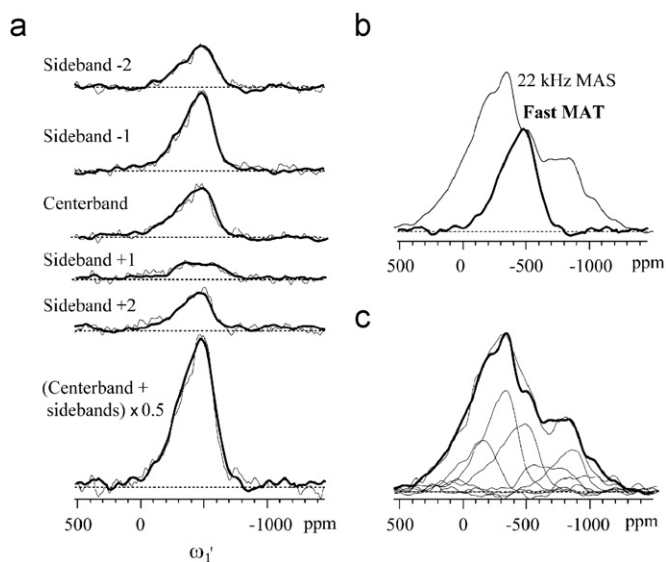 a
Sideband -2
Sideband -1
Centerband
Sideband +1
Sideband +2
(Centerband +
sidebands) x 0.5
500 0 -1000 ppm
ω1'
b
22 kHz MAS
Fast MAT
500 0 -500 -1000 ppm
c
500 0 -500 -1000 ppm